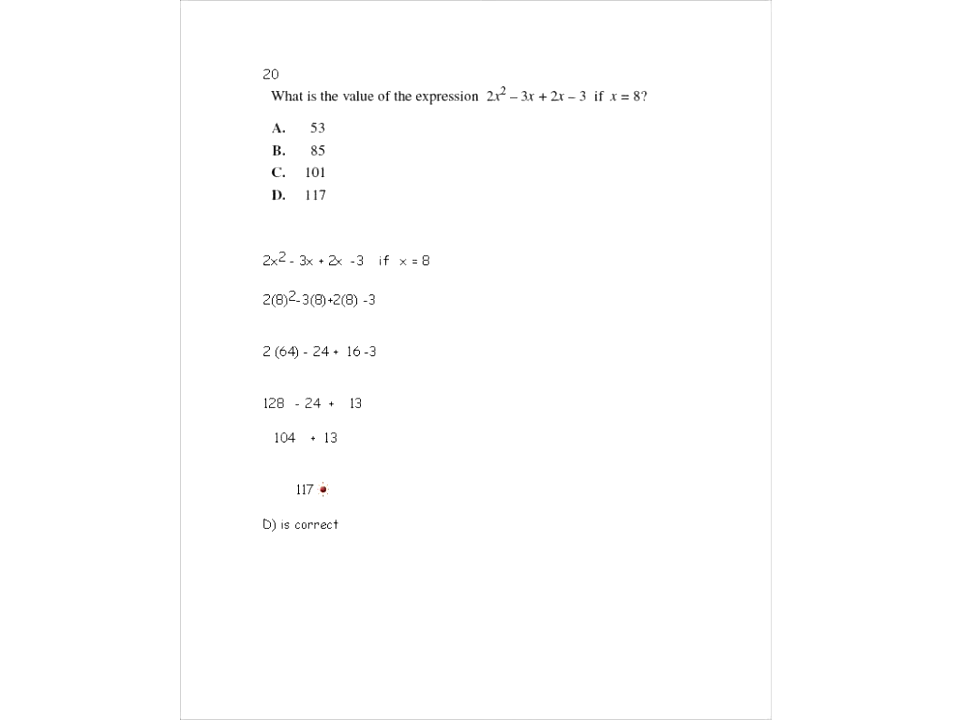 20
What is the value of the expression 2x² – 3x + 2x – 3 if x = 8?
A. 53
B. 85
C. 101
D. 117
2x² - 3x + 2x -3 if x = 8
2(8)²-3(8)+2(8) -3
2 (64) - 24 + 16 -3
128 - 24 + 13
104 + 13
117
D) is correct